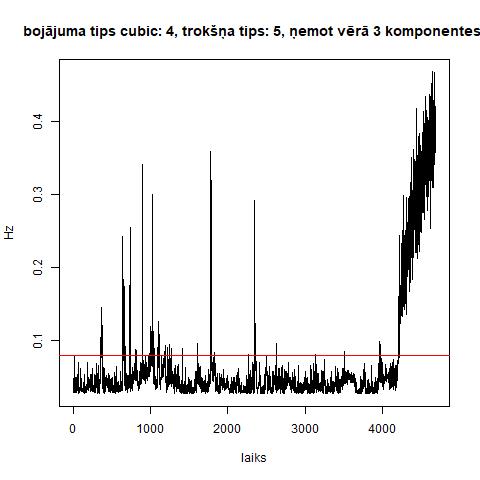 bojājuma tips cubic: 4, trokšņa tips: 5, ņemot vērā 3 komponentes
Hz
0.4
0.3
0.2
0.1
0 1000 2000 3000 4000
laiks